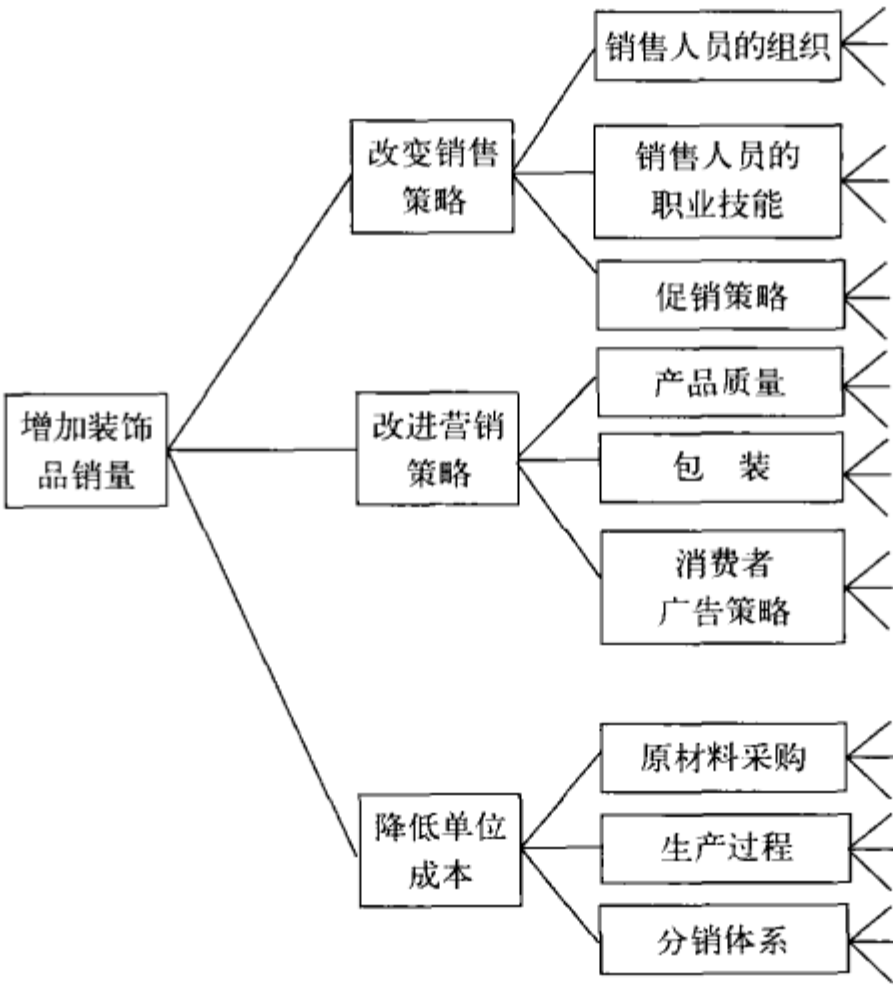 增加装饰
品销量
改变销售
策略
销售人员的组织
销售人员的
职业技能
促销策略
改进营销
策略
产品质量
包 装
消费者
广告策略
降低单位
成本
原材料采购
生产过程
分销体系